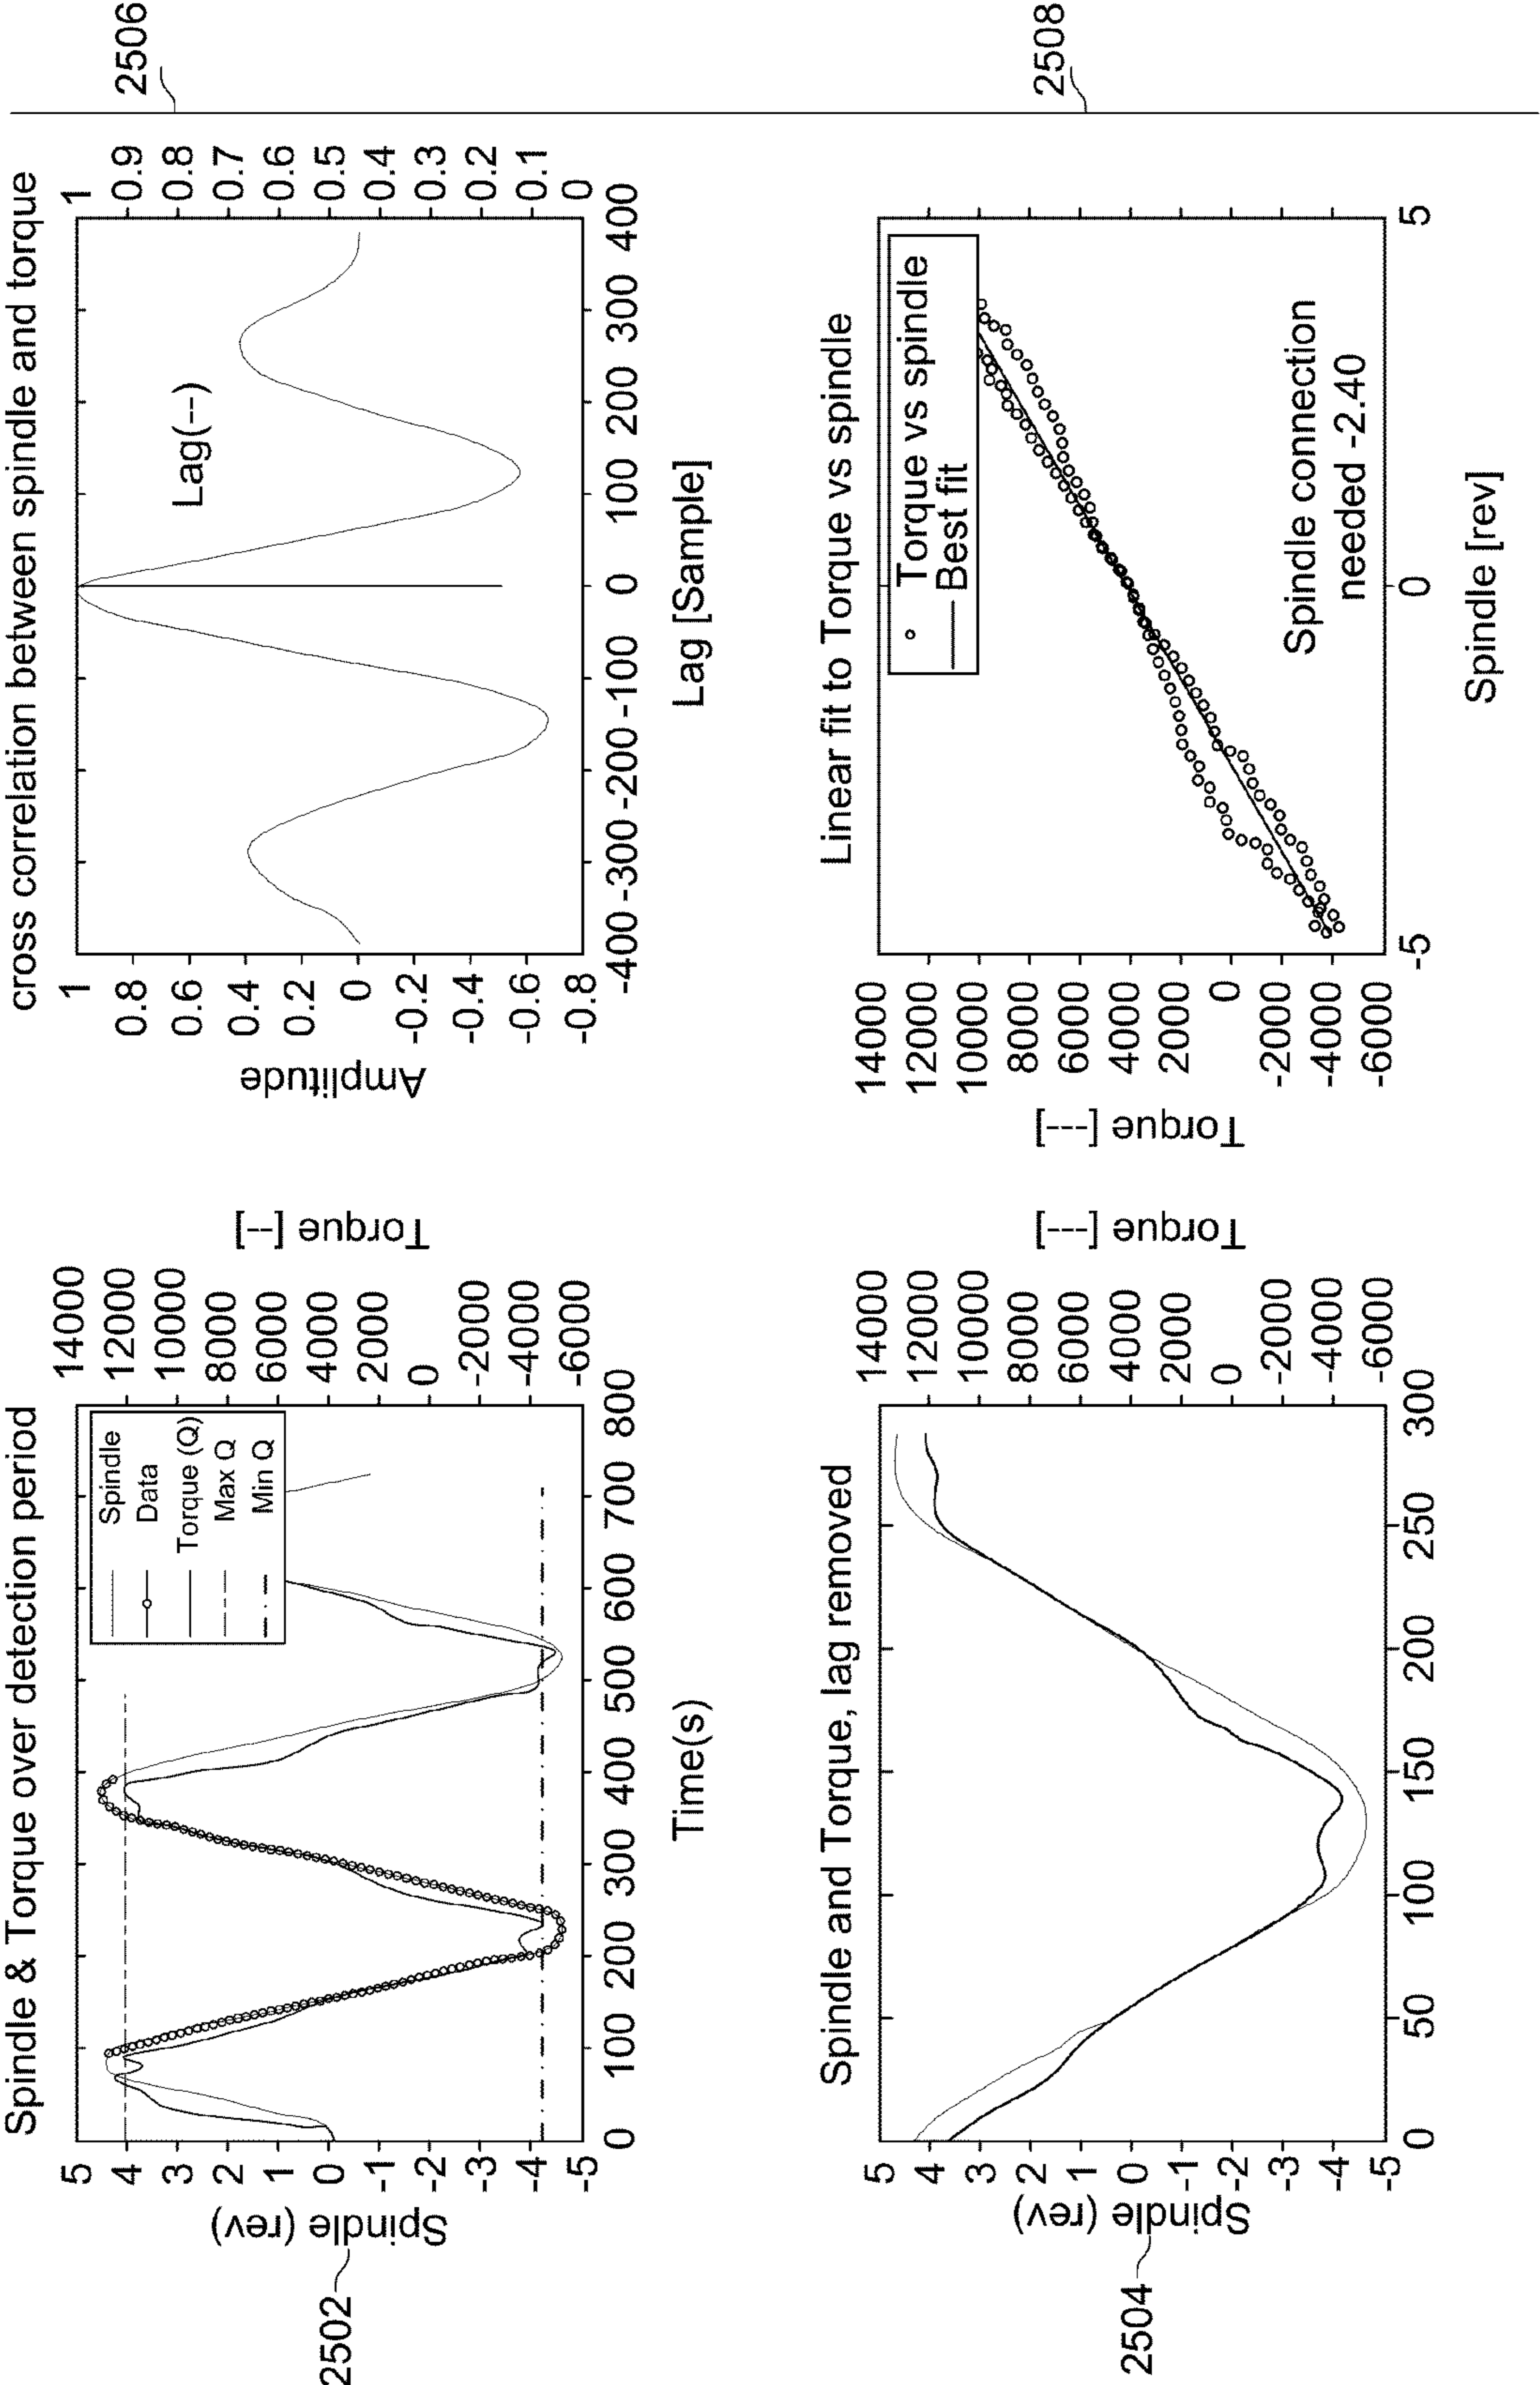 Spindle & Torque over detection period
5
4
3
2
1
0
-1
-2
-3
-4
-5
Spindle (rev)
2502
14000
12000
10000
8000
6000
4000
2000
0
-2000
-4000
-6000
Torque [--]
Spindle
Data
Torque (Q)
Max Q
Min Q
0 100 200 300 400 500 600 700 800
Time(s)
cross correlation between spindle and torque
1
0.8
0.6
0.4
0.2
0
-0.2
-0.4
-0.6
-0.8
Amplitude
Lag(--)
1
0.9
0.8
0.7
0.6
0.5
0.4
0.3
0.2
0.1
0
-400 -300 -200 -100 0 100 200 300 400
Lag [Sample]
2506
Spindle and Torque, lag removed
5
4
3
2
1
0
-1
-2
-3
-4
-5
Spindle (rev)
2504
14000
12000
10000
8000
6000
4000
2000
0
-2000
-4000
-6000
Torque [---]
0 50 100 150 200 250 300
Linear fit to Torque vs spindle
14000
12000
10000
8000
6000
4000
2000
0
-2000
-4000
-6000
Torque [---]
Torque vs spindle
Best fit
Spindle connection
needed -2.40
-5 0 5
Spindle [rev]
2508